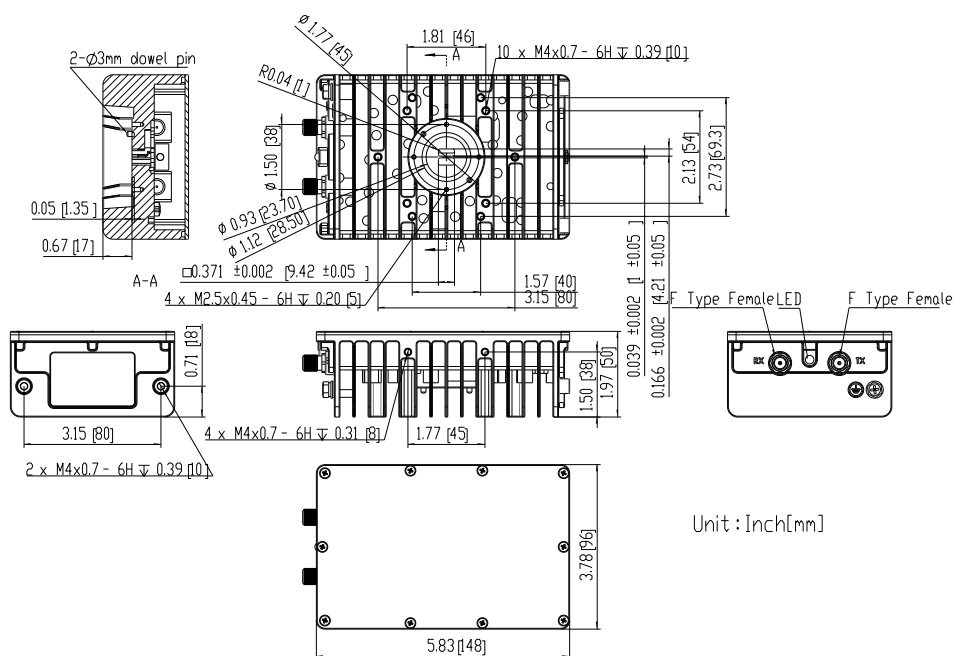 2-Ø3mm dowel pin
0.05 [1.35]
0.67 [17]
A-A
Ø 1.77 [45]
R0.04 [1]
Ø 1.50 [38]
1.81 [46]
A
10 x M4x0.7 - 6H ↧ 0.39 [10]
2.13 [54]
2.73 [69.3]
Ø 0.93 [23.70]
Ø 1.12 [28.50]
A
□0.371 ±0.002 [9.42 ±0.05 ]
4 x M2.5x0.45 - 6H ↧ 0.20 [5]
1.57 [40]
3.15 [80]
0.039 ±0.002 [1 ±0.05]
0.166 ±0.002 [4.21 ±0.05]
F Type Female
LED
F Type Female
RX
TX
0.71 [18]
3.15 [80]
2 x M4x0.7 - 6H ↧ 0.39 [10]
4 x M4x0.7 - 6H ↧ 0.31 [8]
1.77 [45]
1.50 [38]
1.97 [50]
3.78 [96]
5.83 [148]
Unit : Inch[mm]